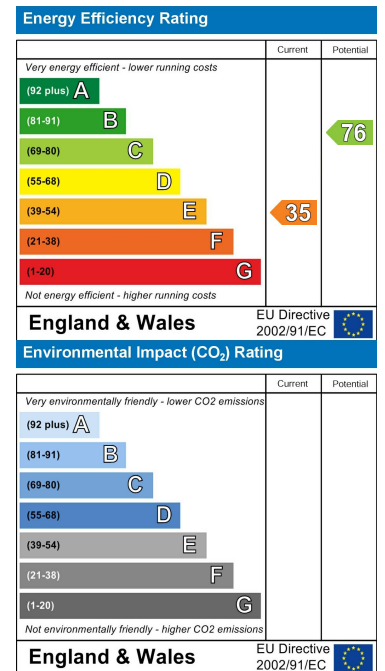 Energy Efficiency Rating
Current Potential
Very energy efficient - lower running costs
(92 plus) A
(81-91) B
76
(69-80) C
(55-68) D
(39-54) E
35
(21-38) F
(1-20) G
Not energy efficient - higher running costs
England & Wales
EU Directive
2002/91/EC
Environmental Impact (CO2) Rating
Current Potential
Very environmentally friendly - lower CO2 emissions
(92 plus) A
(81-91) B
(69-80) C
(55-68) D
(39-54) E
(21-38) F
(1-20) G
Not environmentally friendly - higher CO2 emissions
England & Wales
EU Directive
2002/91/EC